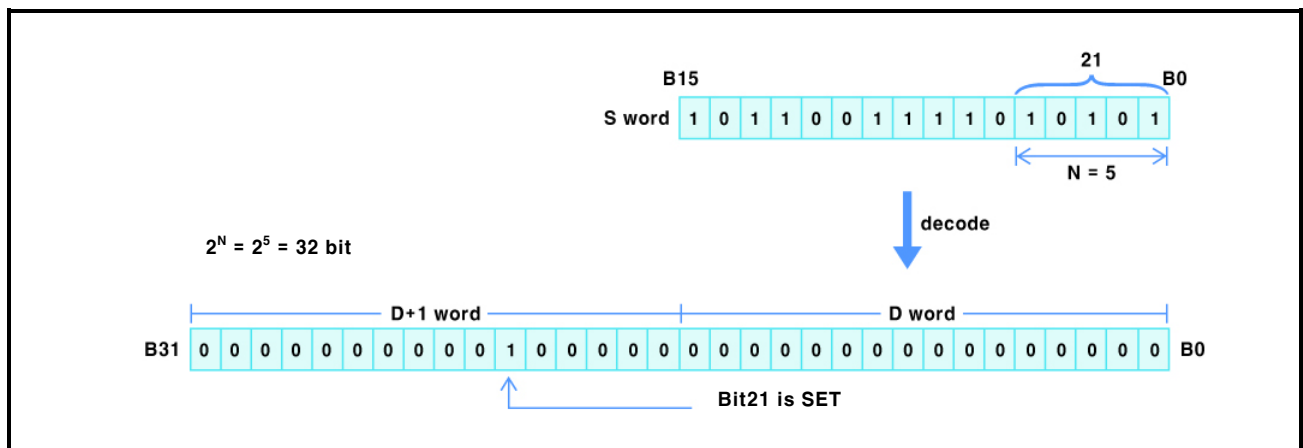 21
B15 B0
S word 1 0 1 1 0 0 1 1 1 1 0 1 0 1 0 1
N = 5
decode
2^N = 2^5 = 32 bit
D+1 word D word
B31 0 0 0 0 0 0 0 0 0 0 1 0 0 0 0 0 0 0 0 0 0 0 0 0 0 0 0 0 0 0 0 0 B0
Bit21 is SET